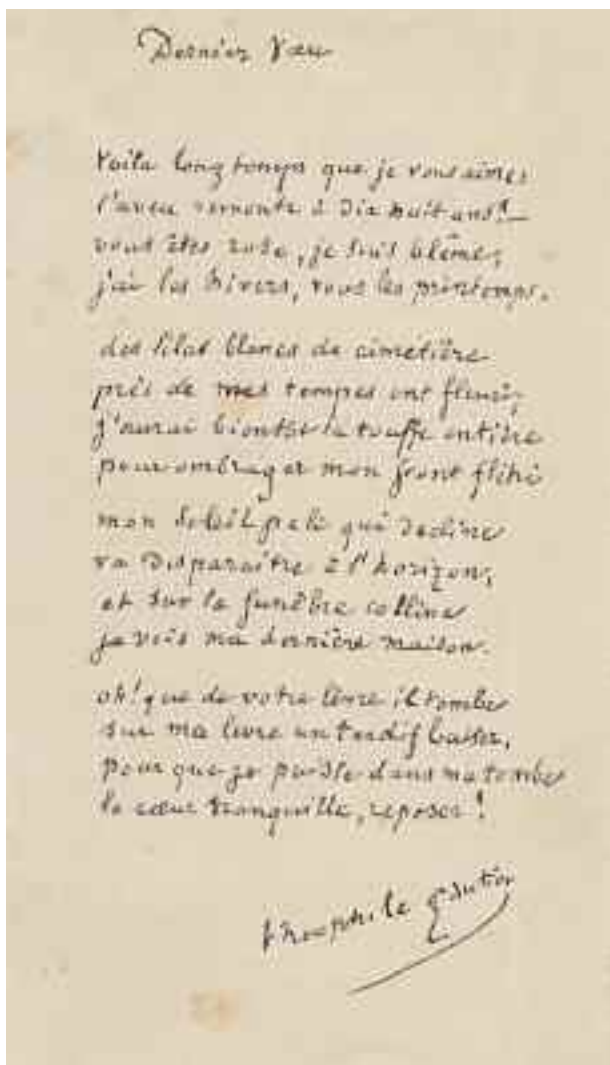 Dernier Vœu
voila longtemps que je vous aime;
l'aveu remonte à dix huit ans!—
vous êtes rose, je suis blême;
j'ai les hivers, vous les printemps.
des lilas blancs de cimetière
près de mes tempes ont fleuri;
j'aurai bientôt la touffe entière
pour ombrager mon front flétri
mon soleil pali qui decline
va disparaître à l'horizon,
et sur la funèbre colline
je vois ma dernière maison.
oh! que de votre lèvre il tombe
sur ma lèvre un tardif baiser,
pour que je puisse dans ma tombe
le cœur tranquille, reposer!
théophile Gautier